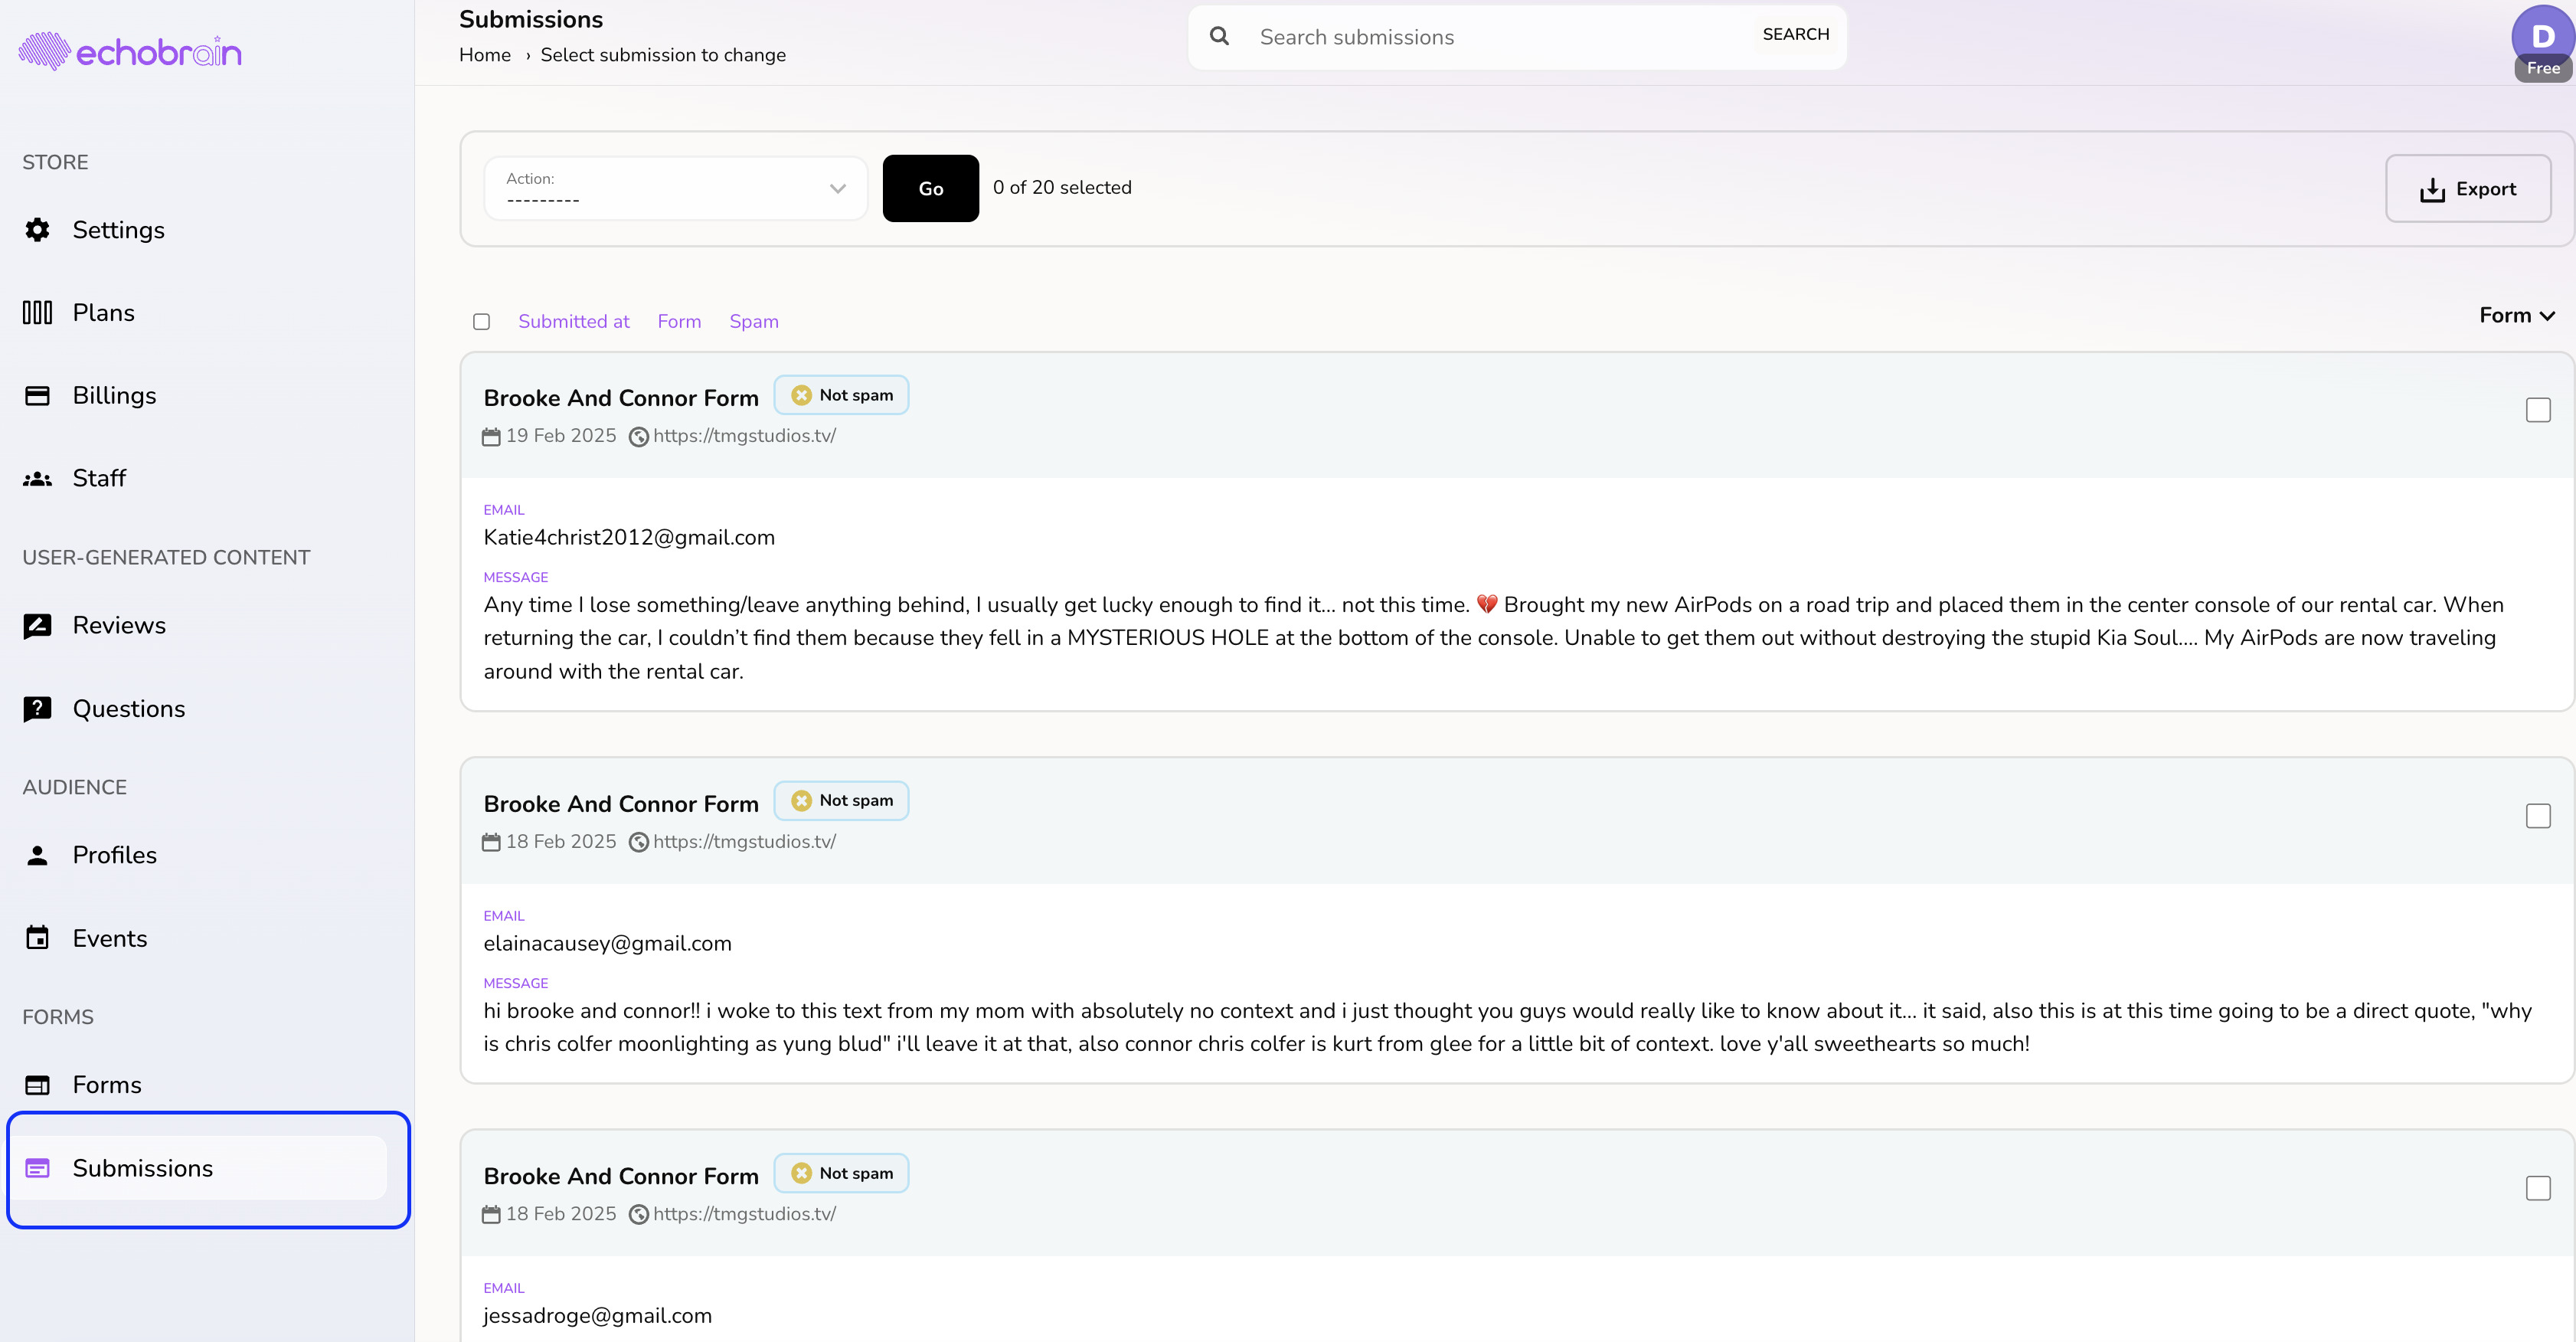 echobrain
STORE
Settings
Plans
Billings
Staff
USER-GENERATED CONTENT
Reviews
Questions
AUDIENCE
Profiles
Events
FORMS
Forms
Submissions
Submissions
Home › Select submission to change
Search submissions
SEARCH
D
Free
Action:
---------
Go
0 of 20 selected
Export
Submitted at Form Spam
Form
Brooke And Connor Form Not spam
19 Feb 2025 https://tmgstudios.tv/
EMAIL
Katie4christ2012@gmail.com
MESSAGE
Any time I lose something/leave anything behind, I usually get lucky enough to find it... not this time. 💔 Brought my new AirPods on a road trip and placed them in the center console of our rental car. When
returning the car, I couldn’t find them because they fell in a MYSTERIOUS HOLE at the bottom of the console. Unable to get them out without destroying the stupid Kia Soul.... My AirPods are now traveling
around with the rental car.
Brooke And Connor Form Not spam
18 Feb 2025 https://tmgstudios.tv/
EMAIL
elainacausey@gmail.com
MESSAGE
hi brooke and connor!! i woke to this text from my mom with absolutely no context and i just thought you guys would really like to know about it... it said, also this is at this time going to be a direct quote, "why
is chris colfer moonlighting as yung blud" i'll leave it at that, also connor chris colfer is kurt from glee for a little bit of context. love y'all sweethearts so much!
Brooke And Connor Form Not spam
18 Feb 2025 https://tmgstudios.tv/
EMAIL
jessadroge@gmail.com